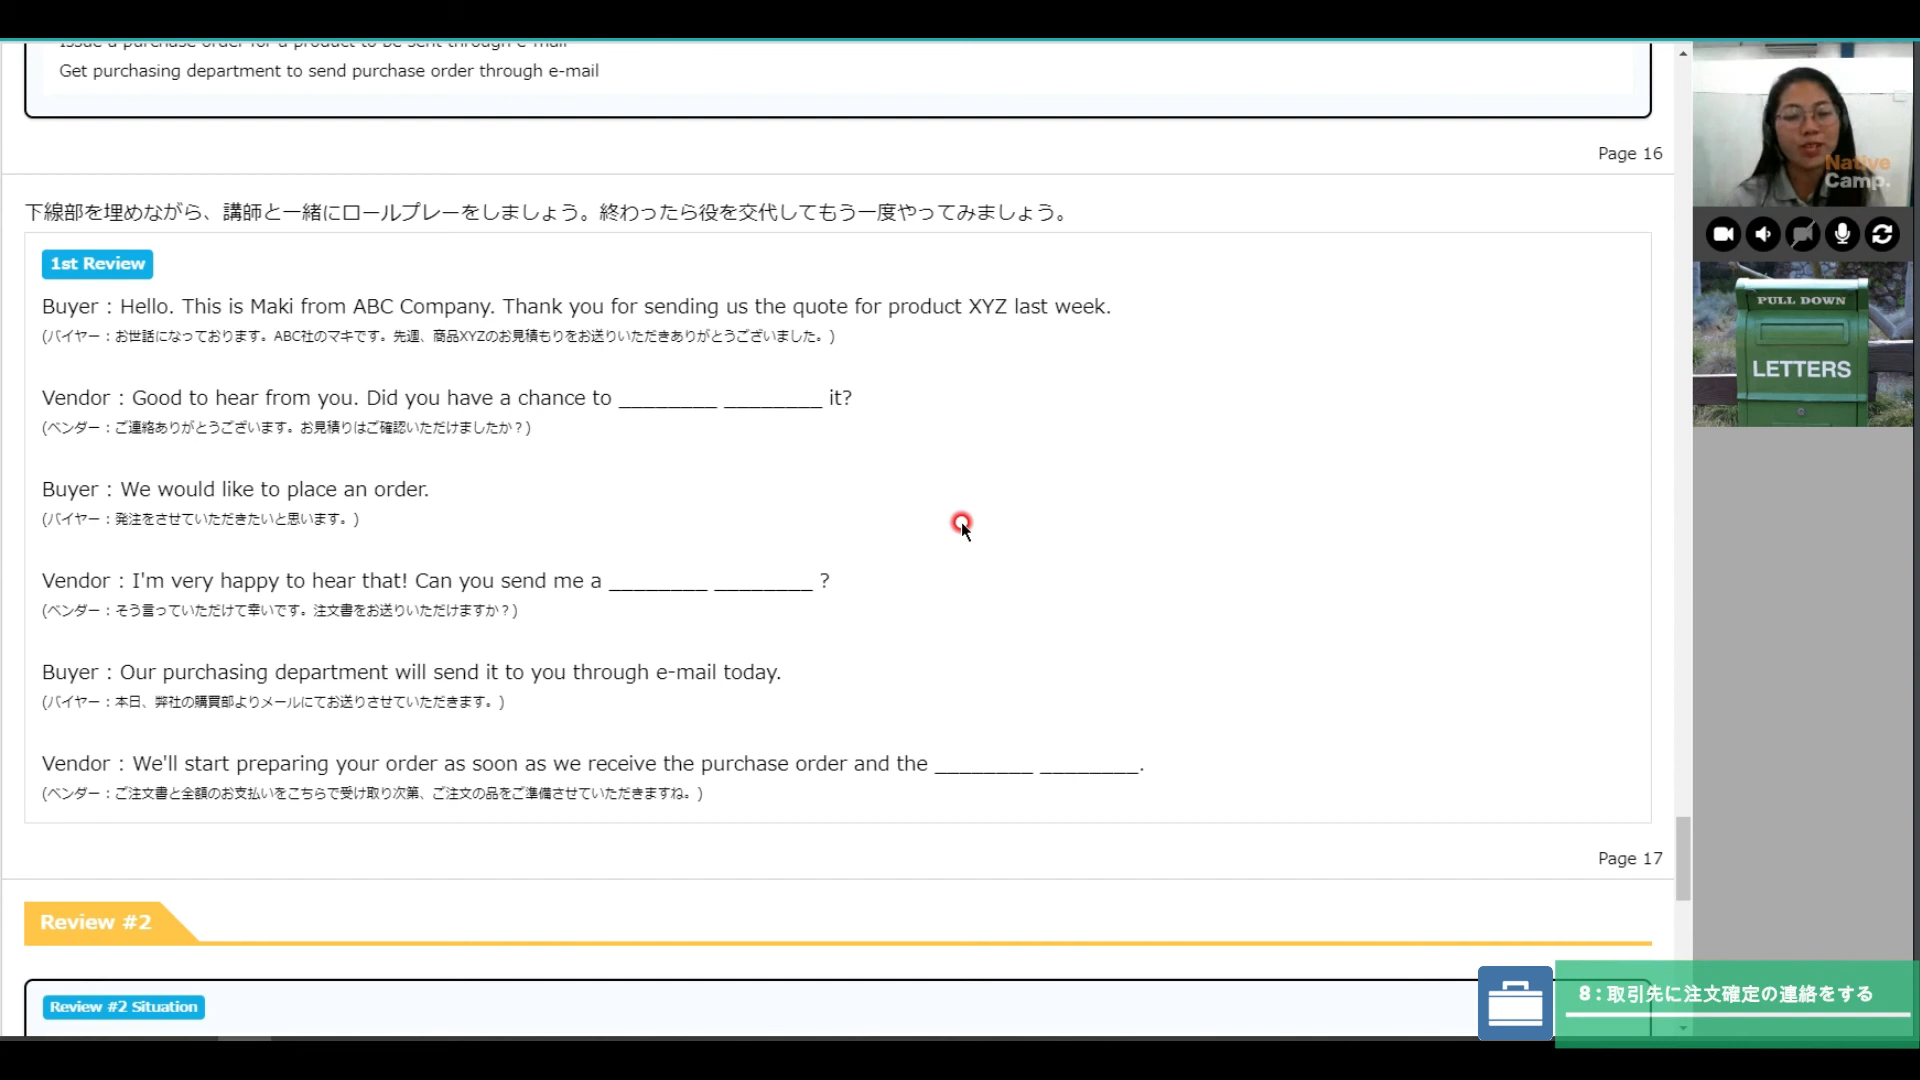 Issue a purchase order for a product to be sent through e-mail
Get purchasing department to send purchase order through e-mail
Page 16
下線部を埋めながら、講師と一緒にロールプレーをしましょう。終わったら役を交代してもう一度やってみましょう。
1st Review
Buyer : Hello. This is Maki from ABC Company. Thank you for sending us the quote for product XYZ last week.
(バイヤー：お世話になっております。ABC社のマキです。先週、商品XYZのお見積もりをお送りいただきありがとうございました。)
Vendor : Good to hear from you. Did you have a chance to ________ ________ it?
(ベンダー：ご連絡ありがとうございます。お見積りはご確認いただけましたか？)
Buyer : We would like to place an order.
(バイヤー：発注をさせていただきたいと思います。)
Vendor : I'm very happy to hear that! Can you send me a ________ ________ ?
(ベンダー：そう言っていただけて幸いです。注文書をお送りいただけますか？)
Buyer : Our purchasing department will send it to you through e-mail today.
(バイヤー：本日、弊社の購買部よりメールにてお送りさせていただきます。)
Vendor : We'll start preparing your order as soon as we receive the purchase order and the ________ ________.
(ベンダー：ご注文書と全額のお支払いをこちらで受け取り次第、ご注文の品をご準備させていただきますね。)
Page 17
Review #2
Review #2 Situation
Native
Camp.
PULL DOWN
LETTERS
8：取引先に注文確定の連絡をする